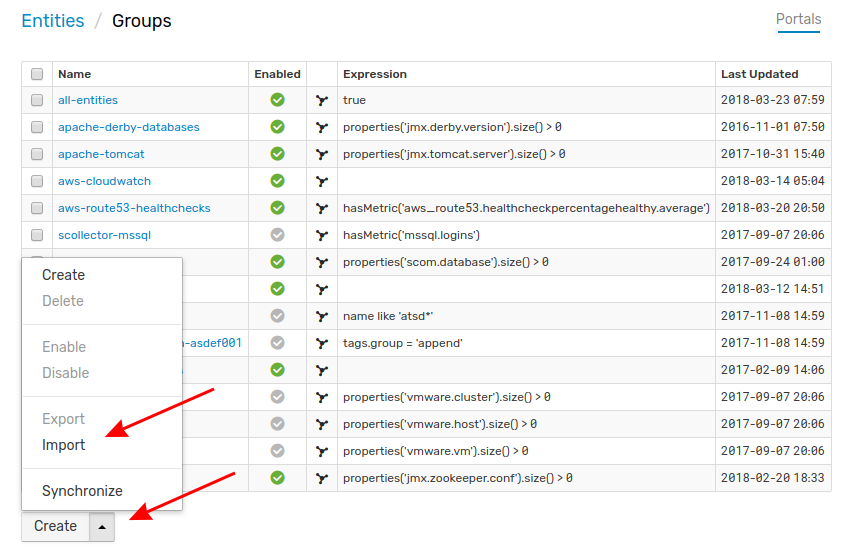 Entities / Groups
Portals
Name Enabled Expression Last Updated
all-entities true 2018-03-23 07:59
apache-derby-databases properties('jmx.derby.version').size() > 0 2016-11-01 07:50
apache-tomcat properties('jmx.tomcat.server').size() > 0 2017-10-31 15:40
aws-cloudwatch 2018-03-14 05:04
aws-route53-healthchecks hasMetric('aws_route53.healthcheckpercentagehealthy.average') 2018-03-20 20:50
scollector-mssql hasMetric('mssql.logins') 2017-09-07 20:06
properties('scom.database').size() > 0 2017-09-24 01:00
2018-03-12 14:51
name like 'atsd*' 2017-11-08 14:59
-asdef001 tags.group = 'append' 2017-11-08 14:59
2017-02-09 14:06
properties('vmware.cluster').size() > 0 2017-09-07 20:06
properties('vmware.host').size() > 0 2017-09-07 20:06
properties('vmware.vm').size() > 0 2017-09-07 20:06
properties('jmx.zookeeper.conf').size() > 0 2018-02-20 18:33
Create
Delete
Enable
Disable
Export
Import
Synchronize
Create